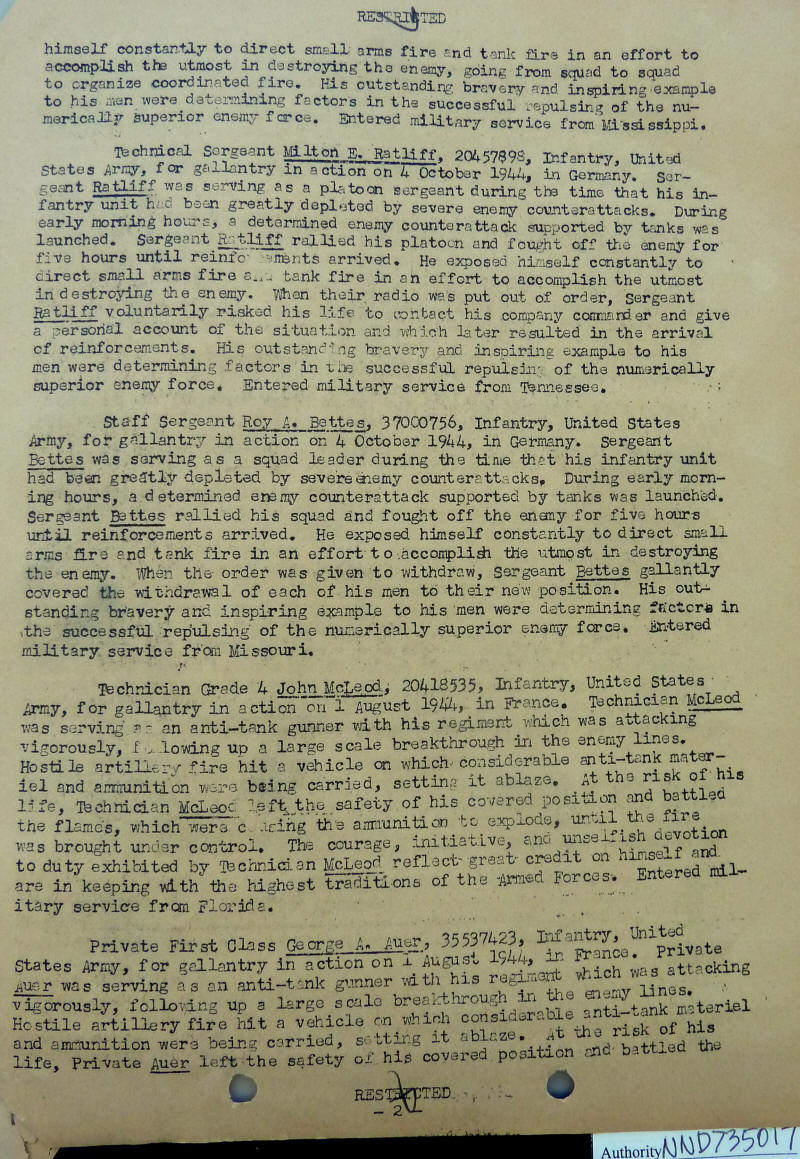 RESTRICTED
himself constantly to direct small arms fire and tank fire in an effort to
accomplish the utmost in destroying the enemy, going from squad to squad
to organize coordinated fire. His outstanding bravery and inspiring example
to his men were determining factors in the successful repulsing of the nu-
merically superior enemy force. Entered military service from Mississippi.
Technical Sergeant Milton E. Ratliff, 20457898, Infantry, United
States Army, for gallantry in action on 4 October 1944, in Germany. Ser-
geant Ratliff was serving as a platoon sergeant during the time that his in-
fantry unit had been greatly depleted by severe enemy counterattacks. During
early morning hours, a determined enemy counterattack supported by tanks was
launched. Sergeant Ratliff rallied his platoon and fought off the enemy for
five hours until reinforcements arrived. He exposed himself constantly to
direct small arms fire and tank fire in an effort to accomplish the utmost
in destroying the enemy. When their radio was put out of order, Sergeant
Ratliff voluntarily risked his life to contact his company commander and give
a personal account of the situation and which later resulted in the arrival
of reinforcements. His outstanding bravery and inspiring example to his
men were determining factors in the successful repulsing of the numerically
superior enemy force. Entered military service from Tennessee.
Staff Sergeant Roy A. Bettes, 37000756, Infantry, United States
Army, for gallantry in action on 4 October 1944, in Germany. Sergeant
Bettes was serving as a squad leader during the time that his infantry unit
had been greatly depleted by severe enemy counterattacks. During early morn-
ing hours, a determined enemy counterattack supported by tanks was launched.
Sergeant Bettes rallied his squad and fought off the enemy for five hours
until reinforcements arrived. He exposed himself constantly to direct small
arms fire and tank fire in an effort to accomplish the utmost in destroying
the enemy. When the order was given to withdraw, Sergeant Bettes gallantly
covered the withdrawal of each of his men to their new position. His out-
standing bravery and inspiring example to his men were determining factors in
the successful repulsing of the numerically superior enemy force. Entered
military service from Missouri.
Technician Grade 4 John McLeod, 20418535, Infantry, United States
Army, for gallantry in action on 1 August 1944, in France. Technician McLeod
was serving as an anti-tank gunner with his regiment which was attacking
vigorously, following up a large scale breakthrough in the enemy lines.
Hostile artillery fire hit a vehicle on which considerable anti-tank mater-
iel and ammunition were being carried, setting it ablaze. At the risk of his
life, Technician McLeod left the safety of his covered position and battled
the flames, which were causing the ammunition to explode, until the fire
was brought under control. The courage, initiative, and unselfish devotion
to duty exhibited by Technician McLeod reflect great credit on himself and
are in keeping with the highest traditions of the Armed Forces. Entered mil-
itary service from Florida.
Private First Class George A. Auer, 35537423, Infantry, United
States Army, for gallantry in action on 1 August 1944, in France. Private
Auer was serving as an anti-tank gunner with his regiment which was attacking
vigorously, following up a large scale breakthrough in the enemy lines.
Hostile artillery fire hit a vehicle on which considerable anti-tank materiel
and ammunition were being carried, setting it ablaze. At the risk of his
life, Private Auer left the safety of his covered position and battled the
RESTRICTED
- 2 -
Authority NND735017